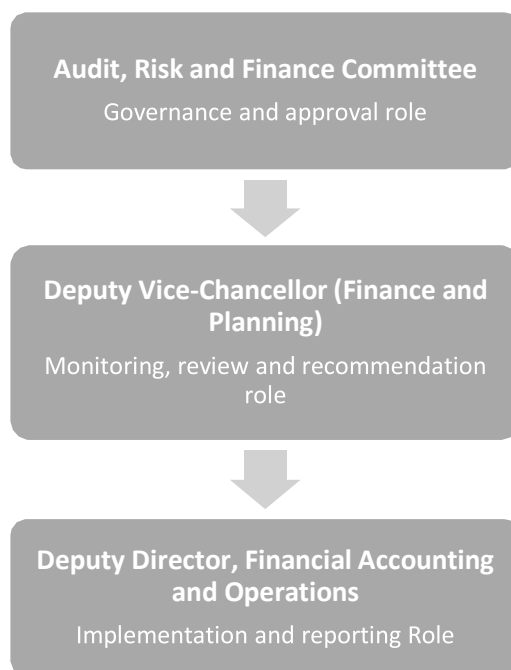 Audit, Risk and Finance Committee
Governance and approval role
Deputy Vice-Chancellor (Finance and
Planning)
Monitoring, review and recommendation
role
Deputy Director, Financial Accounting
and Operations
Implementation and reporting Role